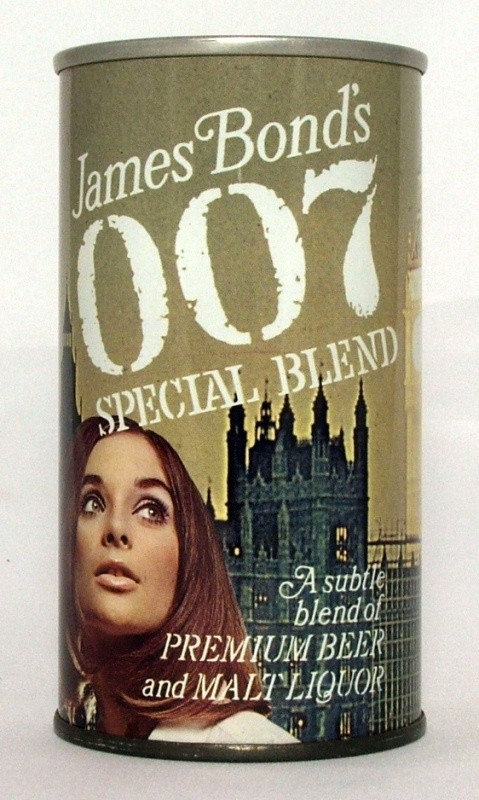 James Bond's
007
SPECIAL BLEND
A subtle
blend of
PREMIUM BEER
and MALT LIQUOR